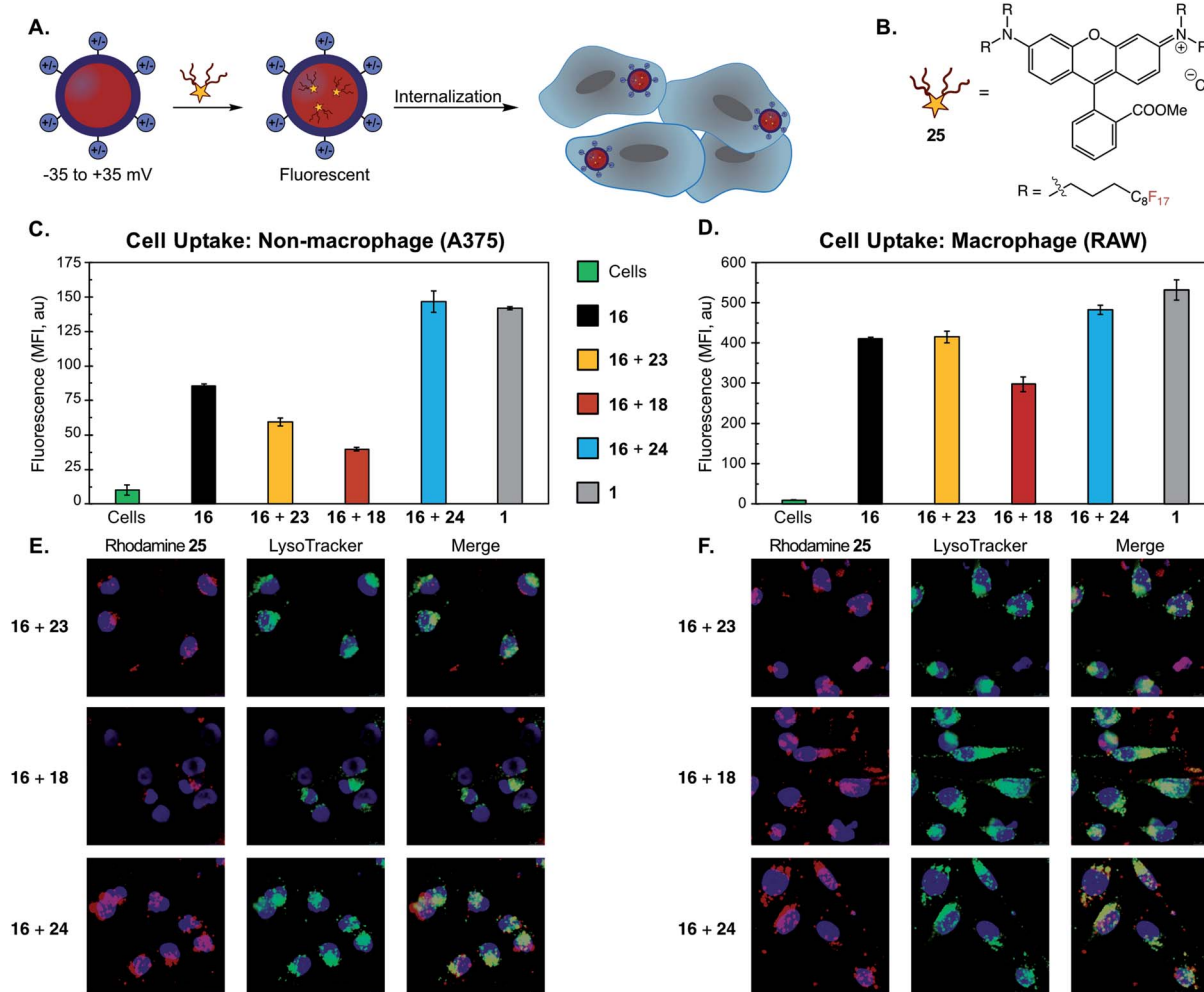 A.
+/- +/-
+/- +/- +/- +/-
+/- +/- +/- +/-
+/- +/-
Internalization
-35 to +35 mV
Fluorescent
B.
=
25
R R
N O N
R R
⊕
⊖
COOMe
R =
C8F17
C.
Cell Uptake: Non-macrophage (A375)
Fluorescence (MFI, au)
175
150
125
100
75
50
25
0
Cells 16 16 + 23 16 + 18 16 + 24 1
Cells
16
16 + 23
16 + 18
16 + 24
1
D.
Cell Uptake: Macrophage (RAW)
Fluorescence (MFI, au)
600
500
400
300
200
100
0
Cells 16 16 + 23 16 + 18 16 + 24 1
E.
Rhodamine 25 LysoTracker Merge
16 + 23
16 + 18
16 + 24
F.
Rhodamine 25 LysoTracker Merge
16 + 23
16 + 18
16 + 24